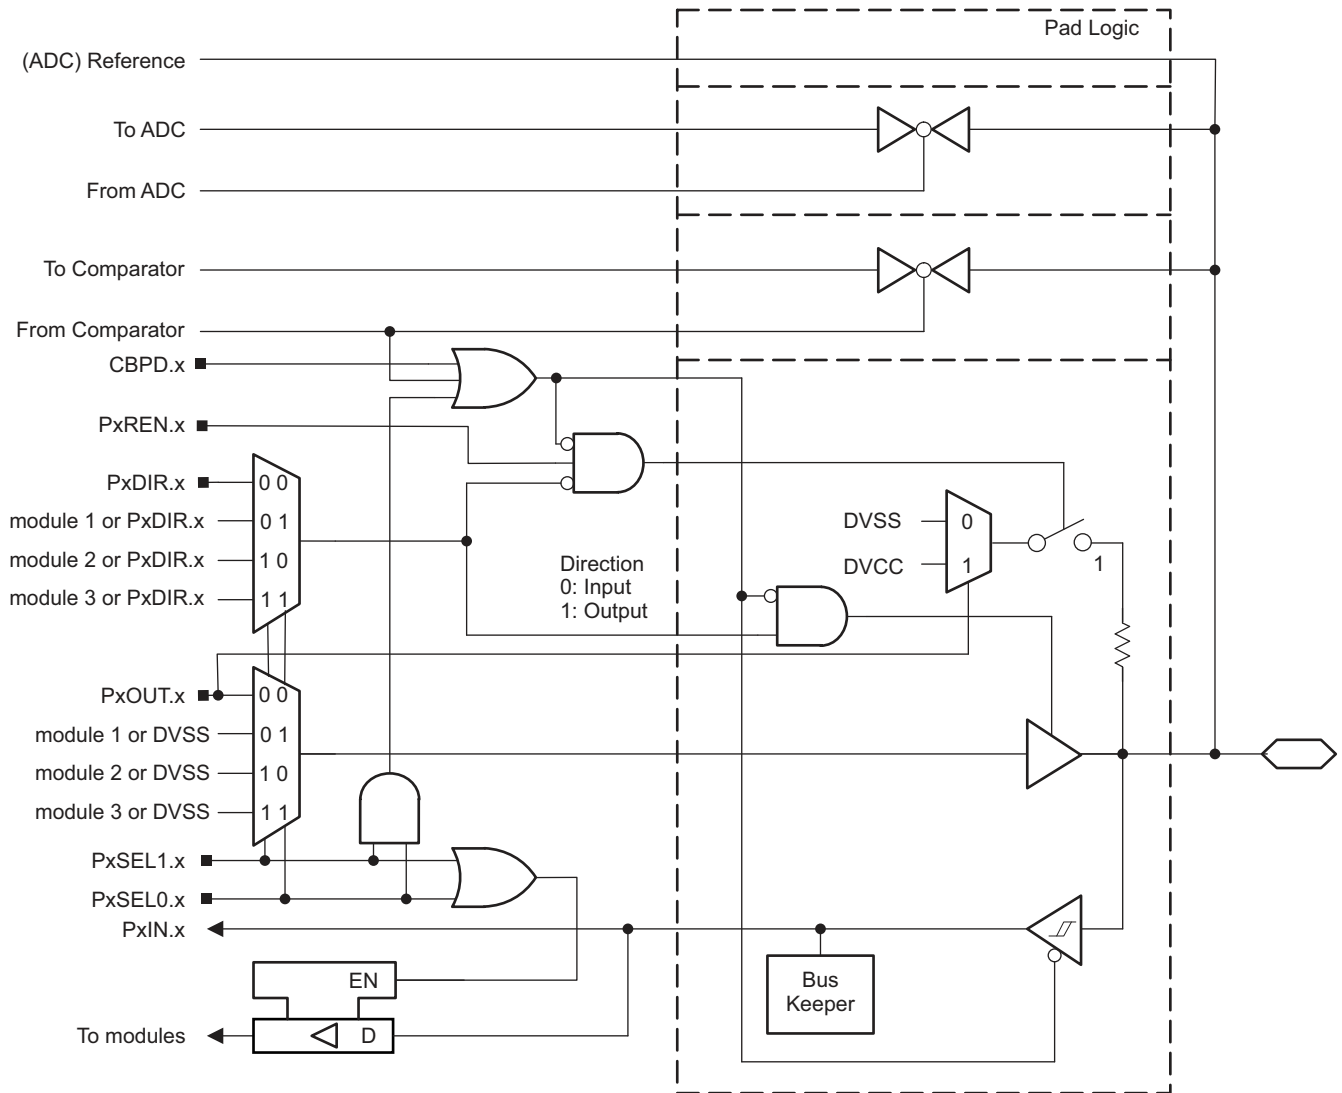 Pad Logic
(ADC) Reference
To ADC
From ADC
To Comparator
From Comparator
CBPD.x
PxREN.x
PxDIR.x
0 0
module 1 or PxDIR.x
0 1
module 2 or PxDIR.x
1 0
module 3 or PxDIR.x
1 1
Direction
0: Input
1: Output
DVSS
0
DVCC
1
1
PxOUT.x
0 0
module 1 or DVSS
0 1
module 2 or DVSS
1 0
module 3 or DVSS
1 1
PxSEL1.x
PxSEL0.x
PxIN.x
EN
Bus
Keeper
To modules
D